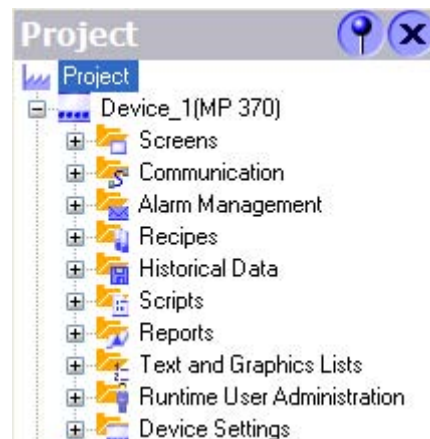 Project
Project
Device_1(MP 370)
Screens
Communication
Alarm Management
Recipes
Historical Data
Scripts
Reports
Text and Graphics Lists
Runtime User Administration
Device Settings